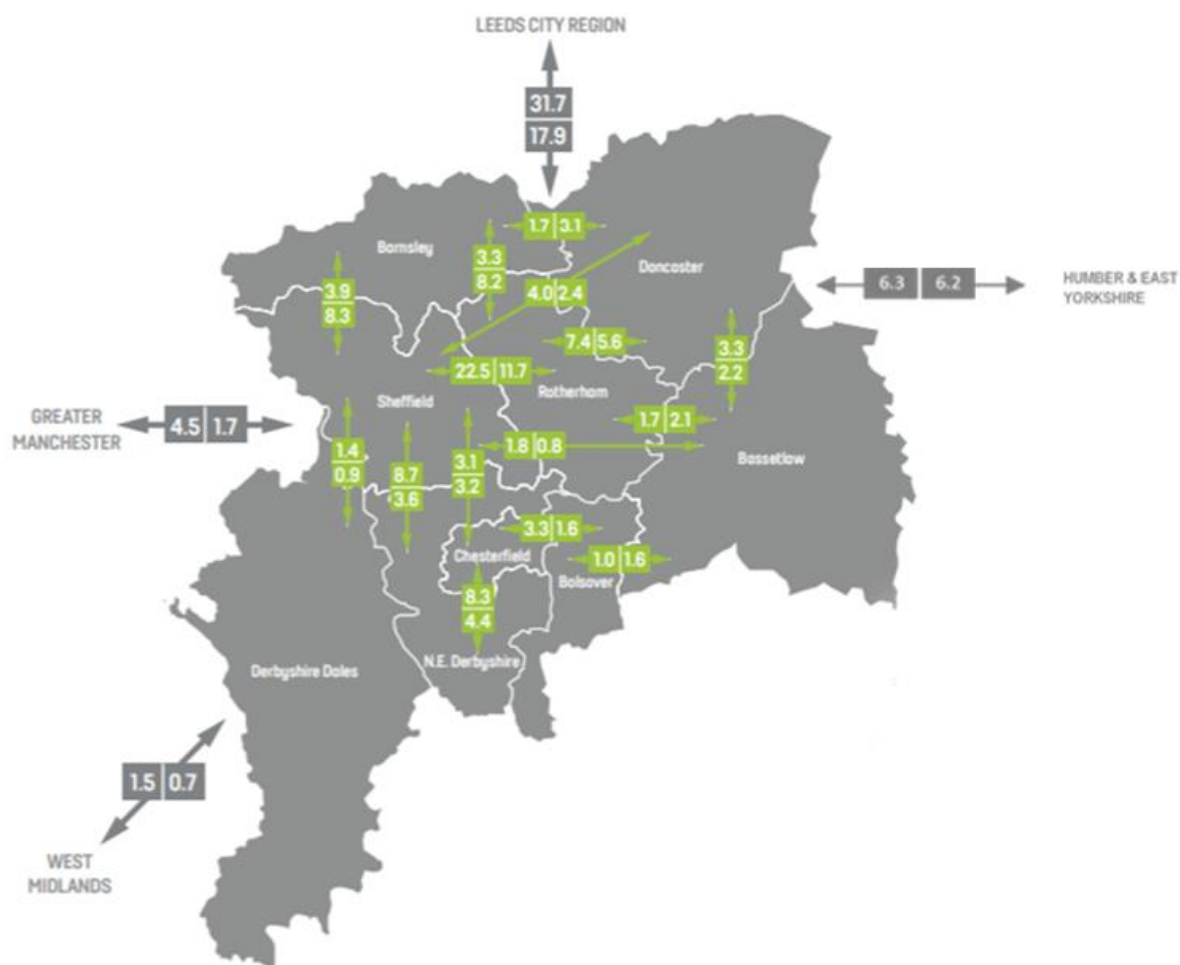 LEEDS CITY REGION
31.7
17.9
1.7 3.1
Barnsley
Doncaster
3.3
8.2
3.9
8.3
4.0 2.4
6.3 6.2
HUMBER & EAST
YORKSHIRE
7.4 5.6
3.3
2.2
22.5 11.7
Rotherham
Sheffield
GREATER
MANCHESTER
4.5 1.7
1.7 2.1
1.8 0.8
Bassetlaw
1.4
0.9
8.7
3.6
3.1
3.2
3.3 1.6
Chesterfield
1.0 1.6
Bolsover
8.3
4.4
N.E. Derbyshire
Derbyshire Dales
1.5 0.7
WEST
MIDLANDS